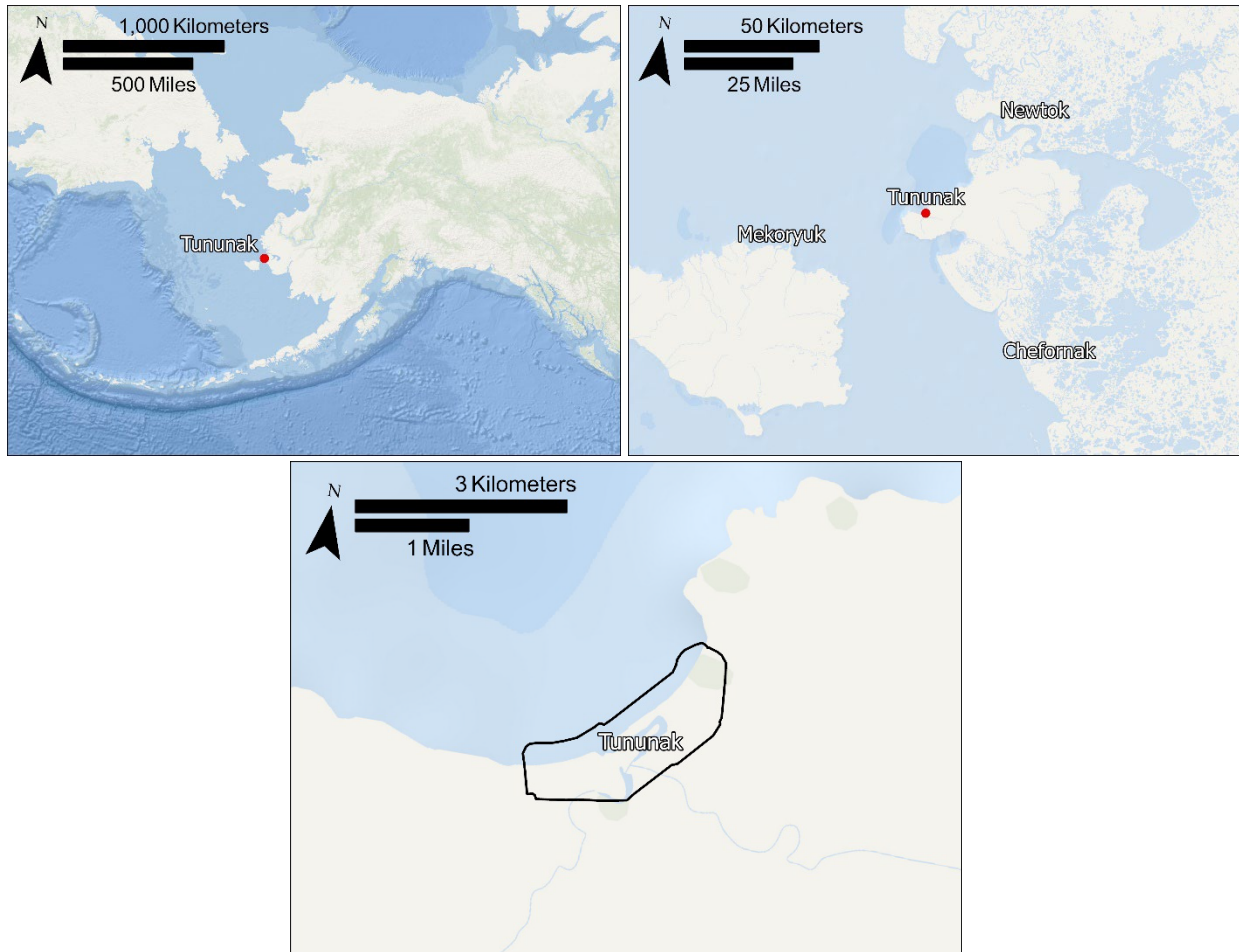 N
1,000 Kilometers
500 Miles
Tununak
N
50 Kilometers
25 Miles
Newtok
Tununak
Mekoryuk
Chefornak
N
3 Kilometers
1 Miles
Tununak